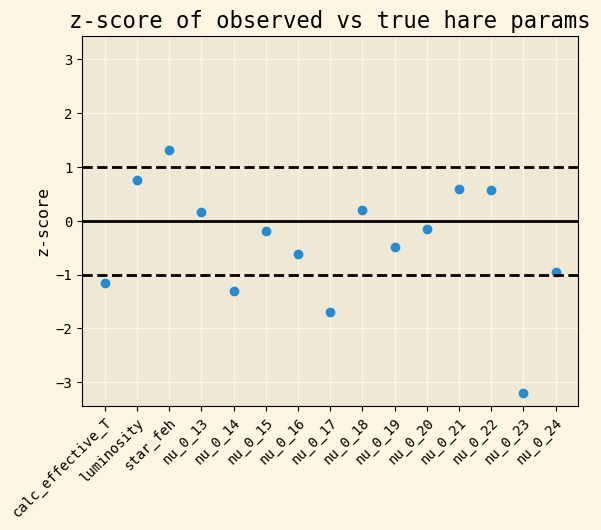 z-score of observed vs true hare params
z-score
3
2
1
0
−1
−2
−3
calc_effective_T
luminosity
star_feh
nu_0_13
nu_0_14
nu_0_15
nu_0_16
nu_0_17
nu_0_18
nu_0_19
nu_0_20
nu_0_21
nu_0_22
nu_0_23
nu_0_24